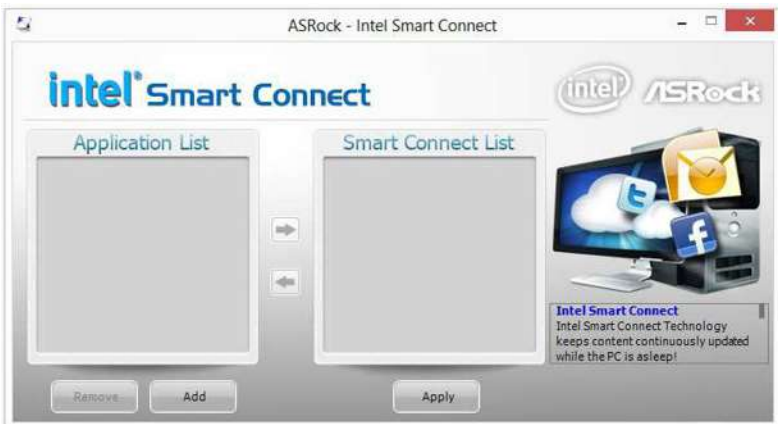 ASRock - Intel Smart Connect
intel® Smart Connect
intel ASRock
Application List
Smart Connect List
Intel Smart Connect
Intel Smart Connect Technology
keeps content continuously updated
while the PC is asleep!
Remove
Add
Apply